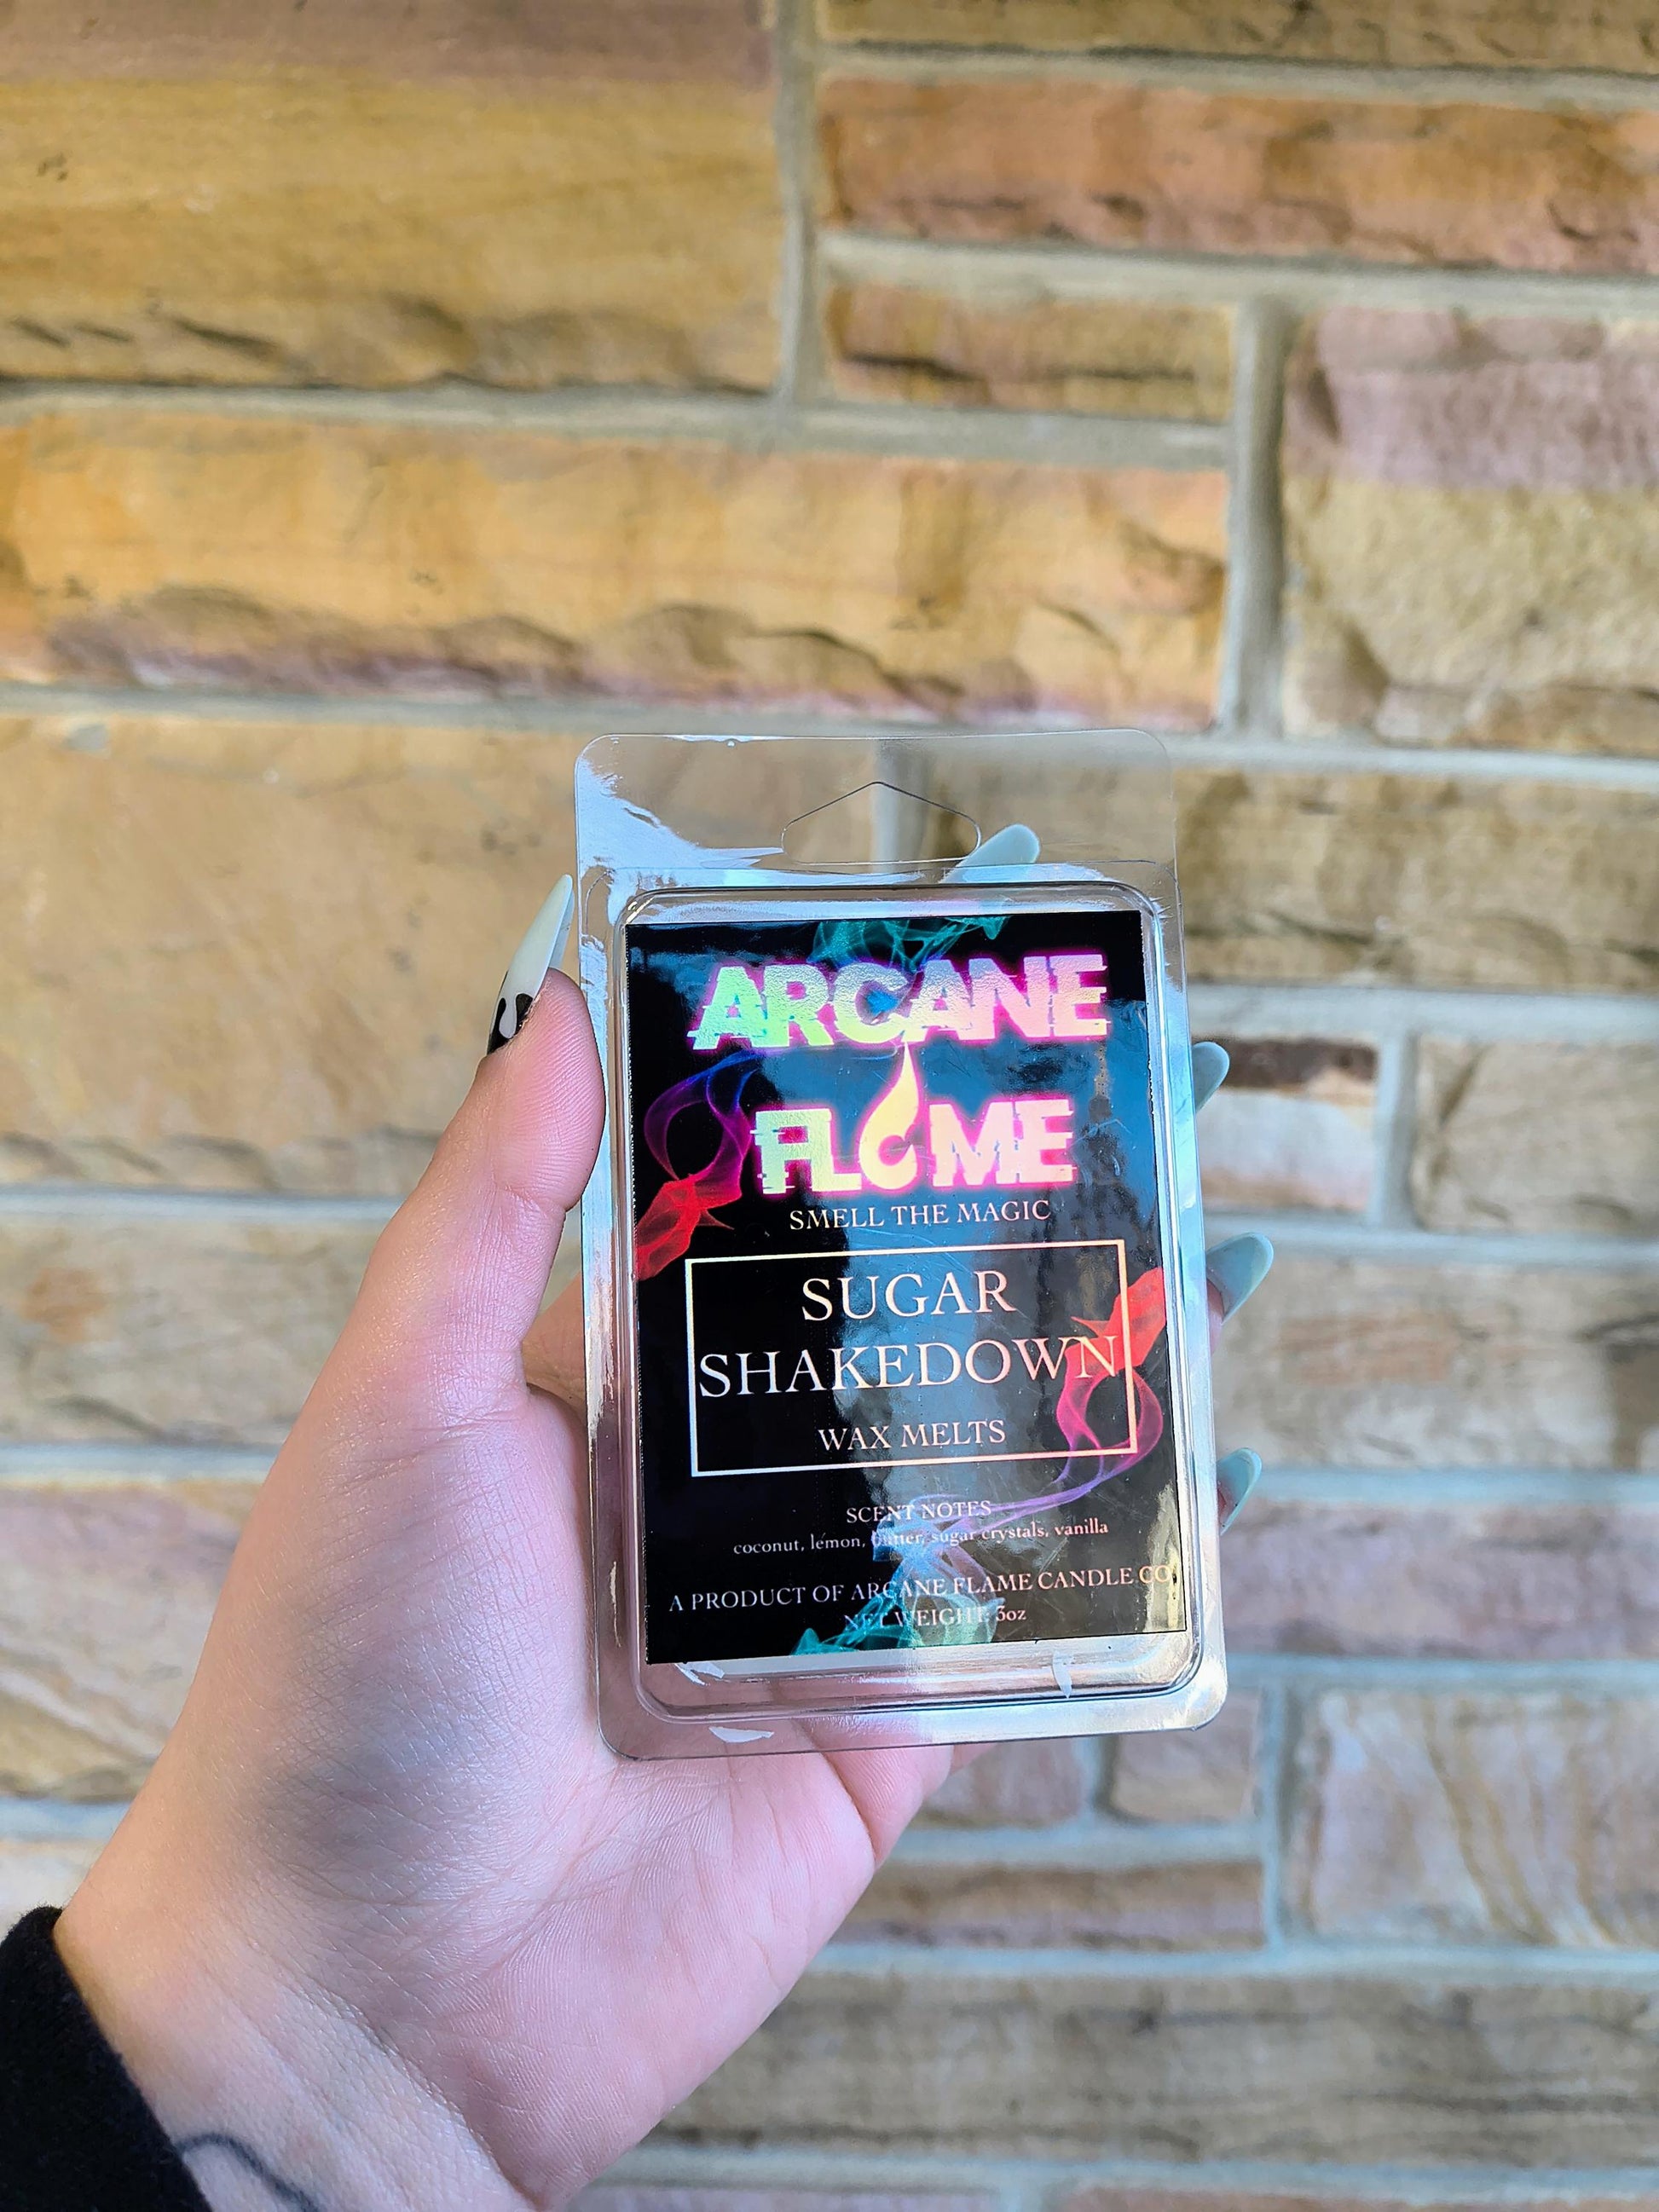 ARCANE
FLAME
SMELL THE MAGIC
SUGAR
SHAKEDOWN
WAX MELTS
SCENT NOTES
coconut, lemon, butter, sugar crystals, vanilla
A PRODUCT OF ARCANE FLAME CANDLE CO
NET WEIGHT: 3oz